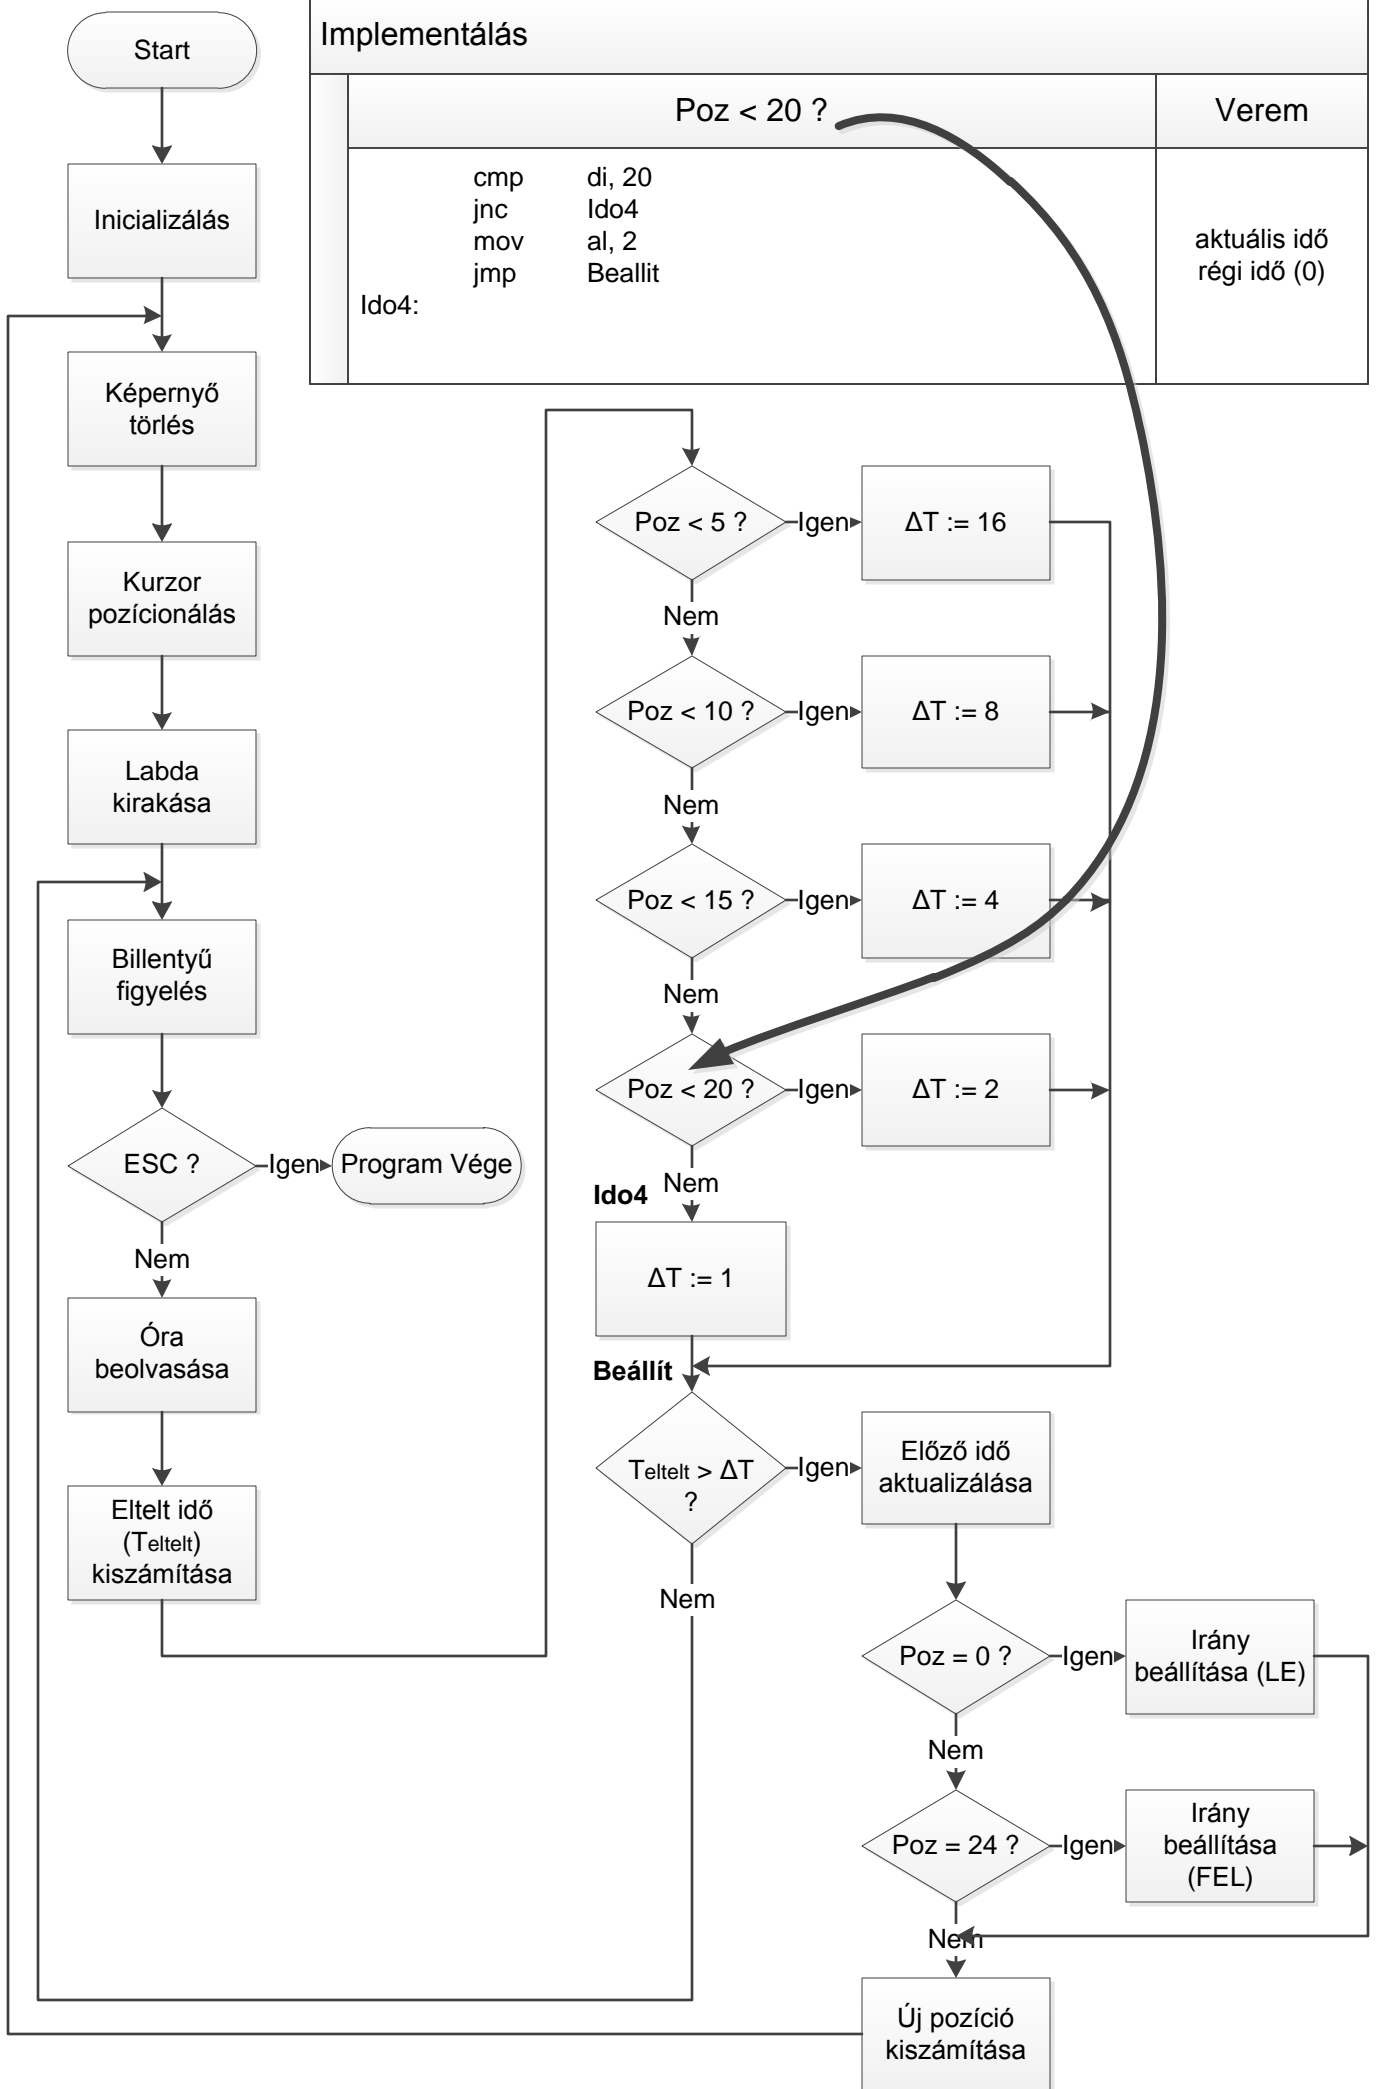 Start
Implementálás
Poz < 20 ?
Verem
cmp di, 20
jnc Ido4
mov al, 2
jmp Beallit
Ido4:
aktuális idő
régi idő (0)
Inicializálás
Képernyő
törlés
Kurzor
pozícionálás
Labda
kirakása
Billentyű
figyelés
ESC ?
Igen
Program Vége
Nem
Óra
beolvasása
Eltelt idő
(Teltelt)
kiszámítása
Poz < 5 ?
Igen
ΔT := 16
Nem
Poz < 10 ?
Igen
ΔT := 8
Nem
Poz < 15 ?
Igen
ΔT := 4
Nem
Poz < 20 ?
Igen
ΔT := 2
Nem
Ido4
ΔT := 1
Beállít
Teltelt > ΔT
?
Igen
Előző idő
aktualizálása
Nem
Poz = 0 ?
Igen
Irány
beállítása (LE)
Nem
Poz = 24 ?
Igen
Irány
beállítása
(FEL)
Nem
Új pozíció
kiszámítása